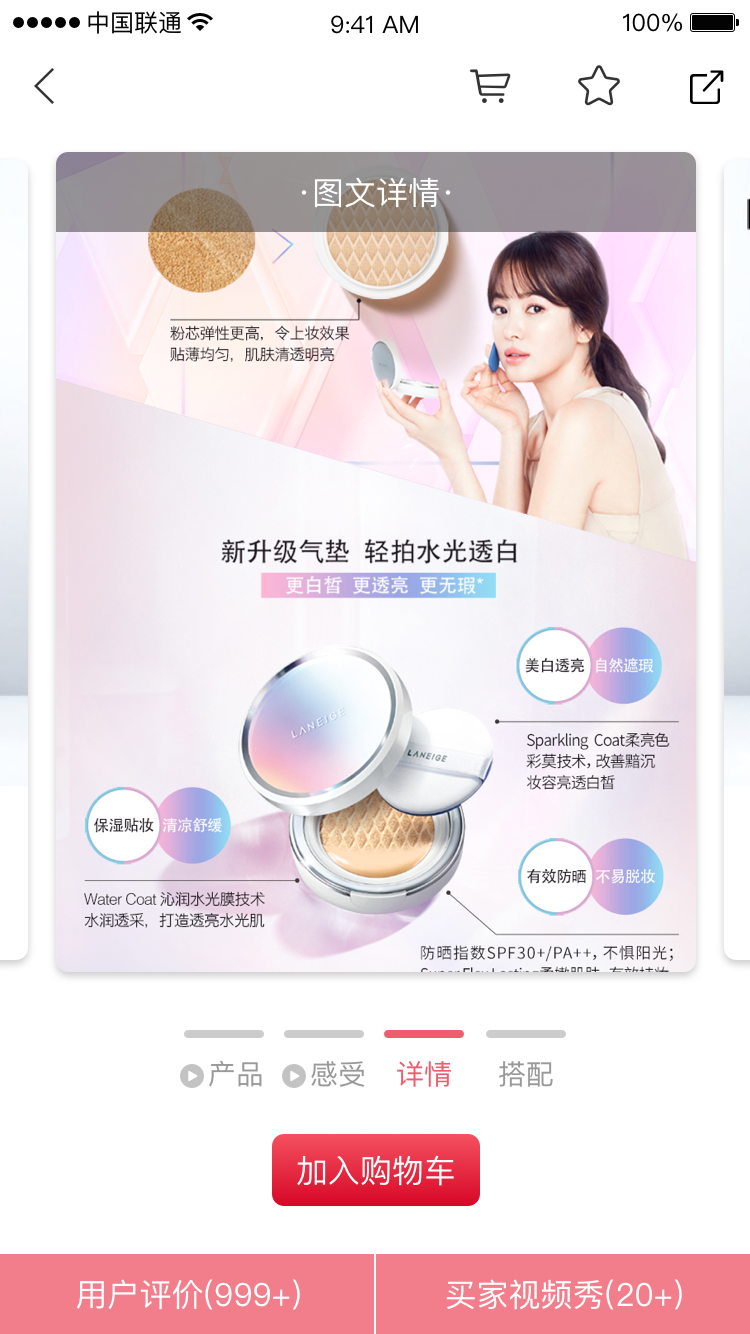 中国联通
9:41 AM
100%
·图文详情·
粉芯弹性更高，令上妆效果
贴薄均匀，肌肤清透明亮
新升级气垫 轻拍水光透白
更白皙 更透亮 更无瑕*
美白透亮 自然遮瑕
LANEIGE
LANEIGE
Sparkling Coat柔亮色
彩莫技术，改善黯沉
妆容亮透白皙
保湿贴妆 清凉舒缓
Water Coat 沁润水光膜技术
水润透采，打造透亮水光肌
有效防晒 不易脱妆
防晒指数SPF30+/PA++，不惧阳光；
产品
感受
详情
搭配
加入购物车
用户评价(999+)
买家视频秀(20+)